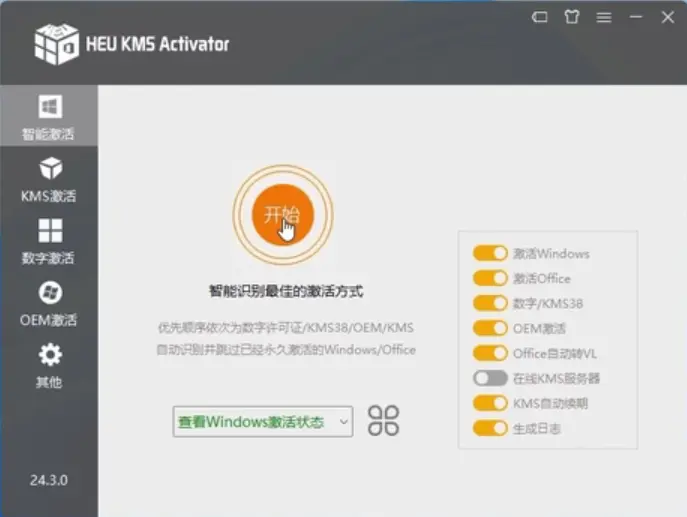 HEU KMS Activator
智能激活
KMS激活
数字激活
OEM激活
其他
24.3.0
开始
智能识别最佳的激活方式
优先顺序依次为数字许可证/KMS38/OEM/KMS
自动识别并跳过已经永久激活的Windows/Office
查看Windows激活状态
激活Windows
激活Office
数字/KMS38
OEM激活
Office自动转VL
在线KMS服务器
KMS自动续期
生成日志